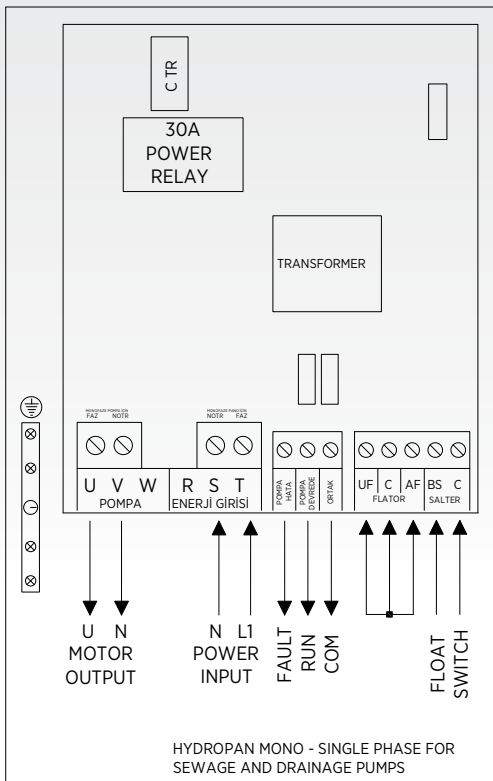 C TR
30A
POWER
RELAY
TRANSFORMER
MONOFAZE POMPA İÇİN
FAZ NOTR
MONOFAZE PANO İÇİN
NOTR FAZ
U V W
POMPA
R S T
ENERJİ GİRİSİ
POMPA
HATA
POMPA
DEVREDE
ORTAK
UF C AF
FLATOR
BS C
SALTER
U N
MOTOR
OUTPUT
N L1
POWER
INPUT
FAULT
RUN
COM
FLOAT
SWITCH
HYDROPAN MONO - SINGLE PHASE FOR
SEWAGE AND DRAINAGE PUMPS